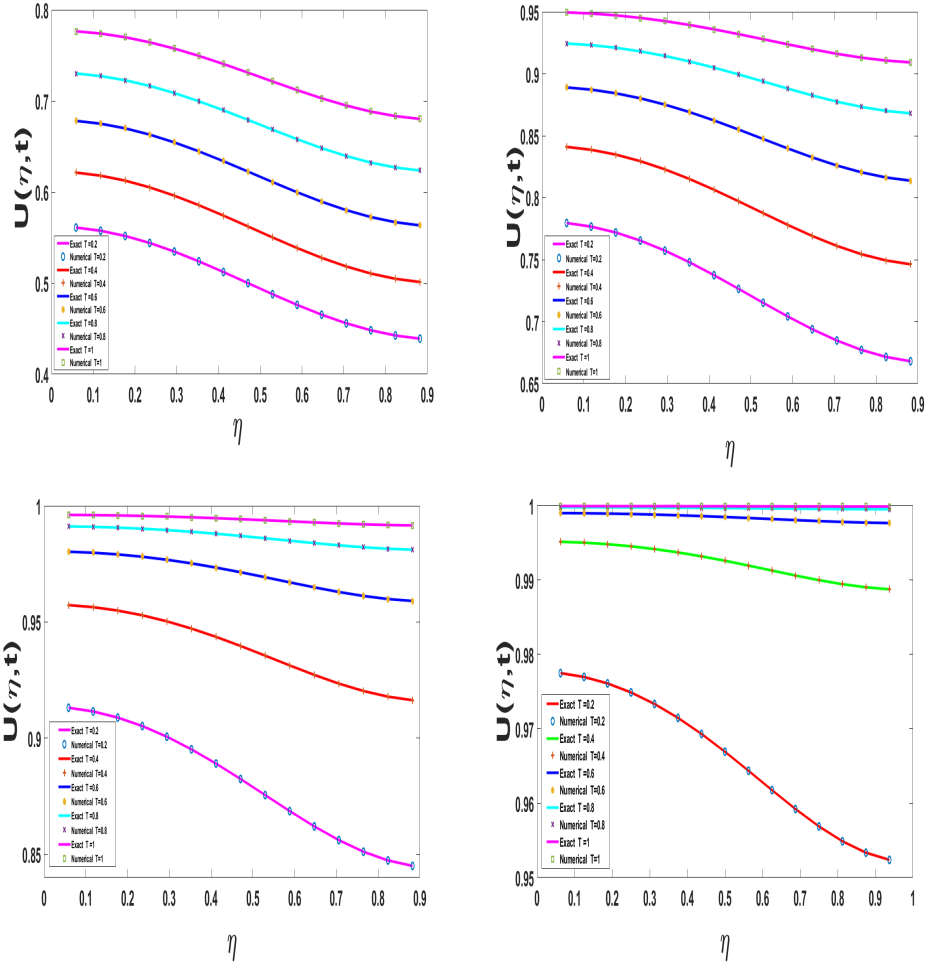 0.8
0.7
0.6
0.5
0.4
U(η,t)
Exact T =0.2
Numerical T=0.2
Exact T =0.4
Numerical T=0.4
Exact T =0.6
Numerical T=0.6
Exact T =0.8
Numerical T=0.8
Exact T =1
Numerical T=1
0 0.1 0.2 0.3 0.4 0.5 0.6 0.7 0.8 0.9
η
0.95
0.9
0.85
0.8
0.75
0.7
0.65
U(η,t)
Exact T =0.2
Numerical T=0.2
Exact T =0.4
Numerical T=0.4
Exact T =0.6
Numerical T=0.6
Exact T =0.8
Numerical T=0.8
Exact T =1
Numerical T=1
0 0.1 0.2 0.3 0.4 0.5 0.6 0.7 0.8 0.9
η
1
0.95
0.9
0.85
U(η,t)
Exact T =0.2
Numerical T=0.2
Exact T =0.4
Numerical T=0.4
Exact T =0.6
Numerical T=0.6
Exact T =0.8
Numerical T=0.8
Exact T =1
Numerical T=1
0 0.1 0.2 0.3 0.4 0.5 0.6 0.7 0.8 0.9
η
1
0.99
0.98
0.97
0.96
0.95
U(η,t)
Exact T =0.2
Numerical T=0.2
Exact T =0.4
Numerical T=0.4
Exact T =0.6
Numerical T=0.6
Exact T =0.8
Numerical T=0.8
Exact T =1
Numerical T=1
0 0.1 0.2 0.3 0.4 0.5 0.6 0.7 0.8 0.9 1
η